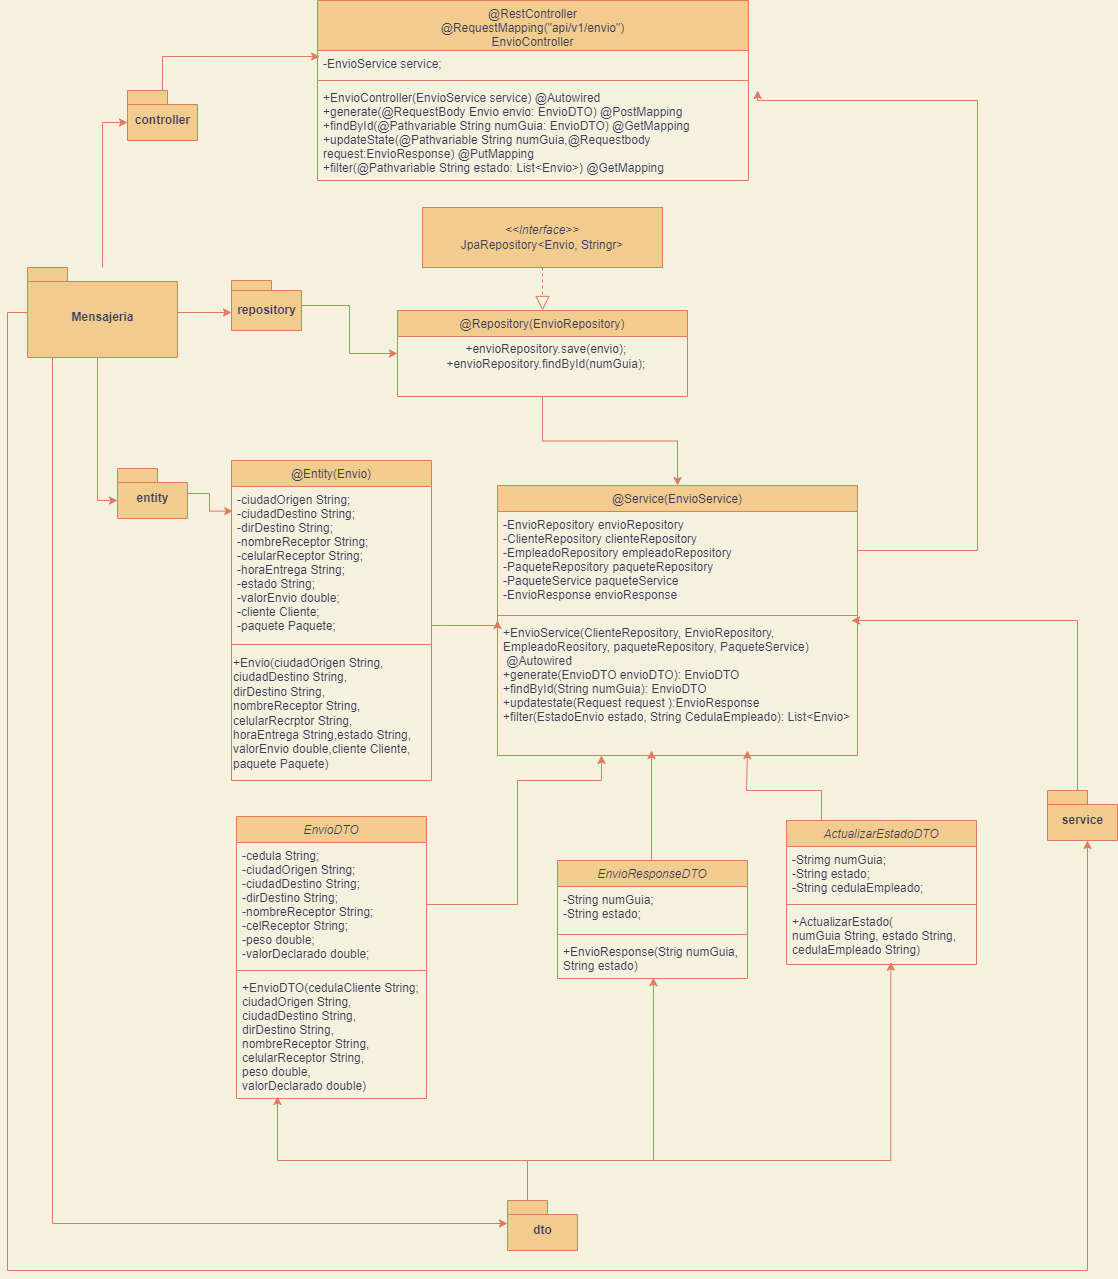 @RestController
@RequestMapping("api/v1/envio")
EnvioController
-EnvioService service;
+EnvioController(EnvioService service) @Autowired
+generate(@RequestBody Envio envio: EnvioDTO) @PostMapping
+findById(@Pathvariable String numGuia: EnvioDTO) @GetMapping
+updateState(@Pathvariable String numGuia,@Requestbody
request:EnvioResponse) @PutMapping
+filter(@Pathvariable String estado: List<Envio>) @GetMapping
controller
<<Interface>>
JpaRepository<Envio, Stringr>
Mensajeria
repository
@Repository(EnvioRepository)
+envioRepository.save(envio);
+envioRepository.findById(numGuia);
entity
@Entity(Envio)
-ciudadOrigen String;
-ciudadDestino String;
-dirDestino String;
-nombreReceptor String;
-celularReceptor String;
-horaEntrega String;
-estado String;
-valorEnvio double;
-cliente Cliente;
-paquete Paquete;
+Envio(ciudadOrigen String,
ciudadDestino String,
dirDestino String,
nombreReceptor String,
celularRecrptor String,
horaEntrega String,estado String,
valorEnvio double,cliente Cliente,
paquete Paquete)
@Service(EnvioService)
-EnvioRepository envioRepository
-ClienteRepository clienteRepository
-EmpleadoRepository empleadoRepository
-PaqueteRepository paqueteRepository
-PaqueteService paqueteService
-EnvioResponse envioResponse
+EnvioService(ClienteRepository, EnvioRepository,
EmpleadoReository, paqueteRepository, PaqueteService)
@Autowired
+generate(EnvioDTO envioDTO): EnvioDTO
+findById(String numGuia): EnvioDTO
+updatestate(Request request ):EnvioResponse
+filter(EstadoEnvio estado, String CedulaEmpleado): List<Envio>
service
EnvioDTO
-cedula String;
-ciudadOrigen String;
-ciudadDestino String;
-dirDestino String;
-nombreReceptor String;
-celReceptor String;
-peso double;
-valorDeclarado double;
+EnvioDTO(cedulaCliente String;
ciudadOrigen String,
ciudadDestino String,
dirDestino String,
nombreReceptor String,
celularReceptor String,
peso double,
valorDeclarado double)
EnvioResponseDTO
-String numGuia;
-String estado;
+EnvioResponse(Strig numGuia,
String estado)
ActualizarEstadoDTO
-Strimg numGuia;
-String estado;
-String cedulaEmpleado;
+ActualizarEstado(
numGuia String, estado String,
cedulaEmpleado String)
dto